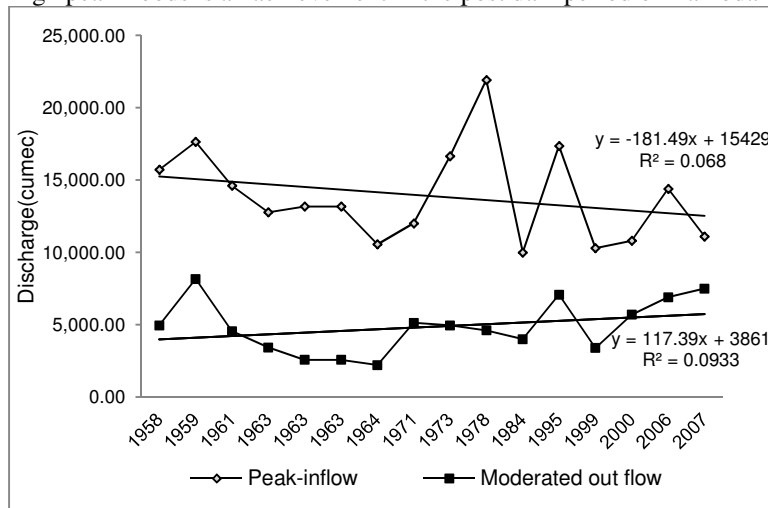 25,000.00
20,000.00
15,000.00
10,000.00
5,000.00
0.00
Discharge(cumec)
y = -181.49x + 15429
R² = 0.068
y = 117.39x + 3861
R² = 0.0933
1958 1959 1961 1963 1963 1963 1964 1971 1973 1978 1984 1995 1999 2000 2006 2007
Peak-inflow Moderated out flow